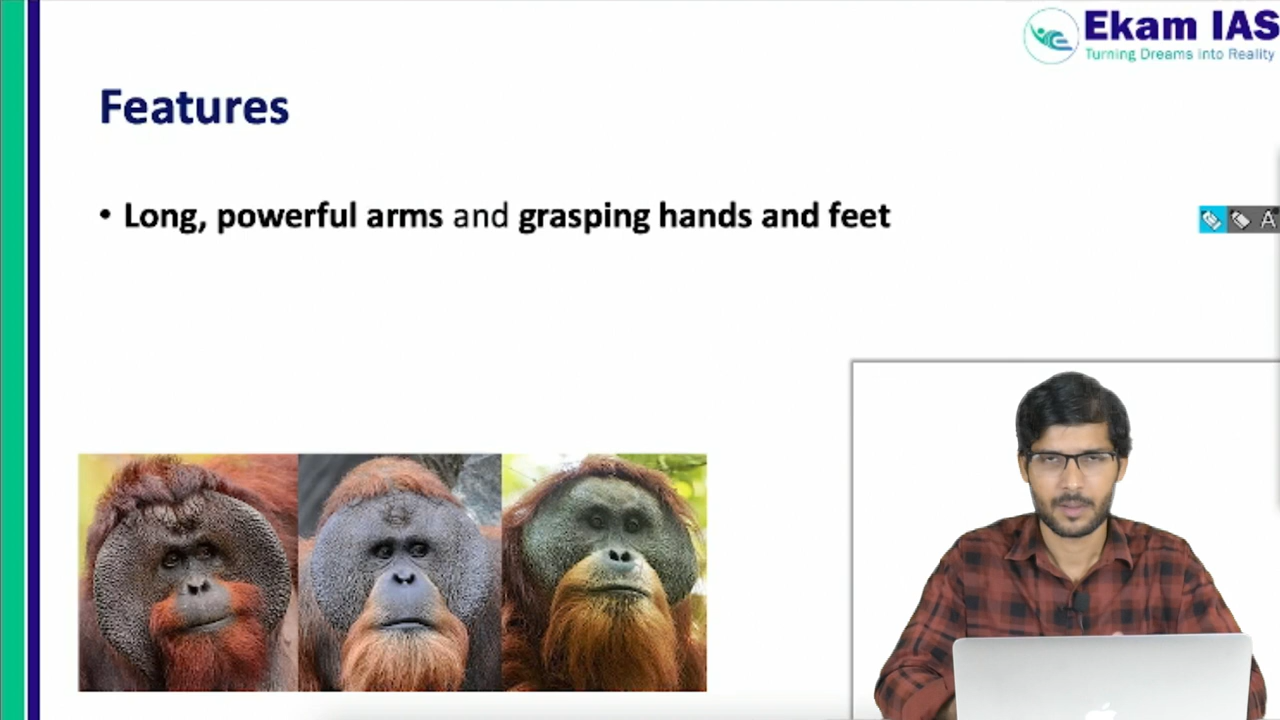 Ekam IAS
Turning Dreams into Reality
Features
• Long, powerful arms and grasping hands and feet
A